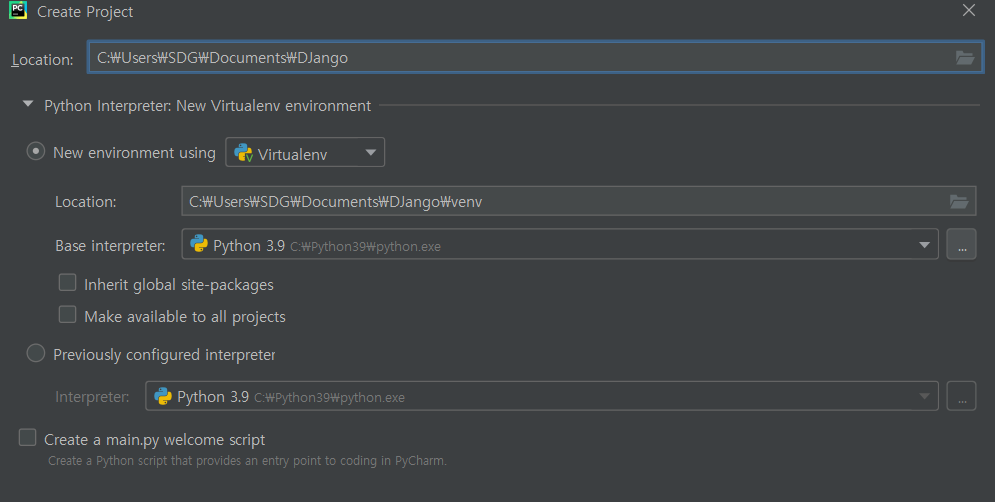 PC
Create Project
Location: C:₩Users₩SDG₩Documents₩DJango
Python Interpreter: New Virtualenv environment
New environment using Virtualenv
Location: C:₩Users₩SDG₩Documents₩DJango₩venv
Base interpreter: Python 3.9 C:₩Python39₩python.exe ...
Inherit global site-packages
Make available to all projects
Previously configured interpreter
Interpreter: Python 3.9 C:₩Python39₩python.exe ...
Create a main.py welcome script
Create a Python script that provides an entry point to coding in PyCharm.